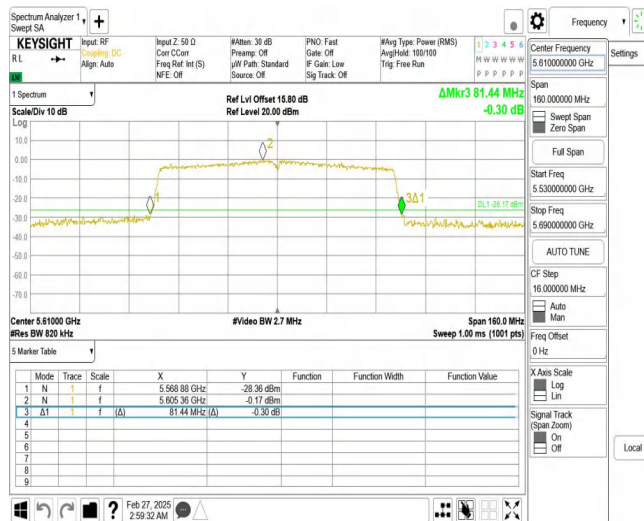 Spectrum Analyzer 1
Swept SA
Frequency
KEYSIGHT
R L
Input: RF
Coupling: DC
Align: Auto
Input Z: 50 Ω
Corr CCorr
Freq Ref: Int (S)
NFE: Off
#Atten: 30 dB
Preamp: Off
µW Path: Standard
Source: Off
PNO: Fast
Gate: Off
IF Gain: Low
Sig Track: Off
#Avg Type: Power (RMS)
Avg|Hold: 100/100
Trig: Free Run
1 2 3 4 5 6
M W W W W W
P P P P P P
Center Frequency
5.610000000 GHz
Settings
Span
160.000000 MHz
Swept Span
Zero Span
Full Span
Start Freq
5.530000000 GHz
Stop Freq
5.690000000 GHz
AUTO TUNE
CF Step
16.000000 MHz
Auto
Man
Freq Offset
0 Hz
X Axis Scale
Log
Lin
Signal Track
(Span Zoom)
On
Off
Local
1 Spectrum
Scale/Div 10 dB
Ref Lvl Offset 15.80 dB
Ref Level 20.00 dBm
ΔMkr3 81.44 MHz
-0.30 dB
Log
10.0
0.00
-10.0
-20.0
-30.0
-40.0
-50.0
-60.0
-70.0
1
2
3Δ1
DL1 -26.17 dBm
Center 5.61000 GHz
#Res BW 820 kHz
#Video BW 2.7 MHz
Span 160.0 MHz
Sweep 1.00 ms (1001 pts)
5 Marker Table
Mode Trace Scale X Y Function Function Width Function Value
1 N 1 f 5.568 88 GHz -28.36 dBm
2 N 1 f 5.605 36 GHz -0.17 dBm
3 Δ1 1 f (Δ) 81.44 MHz (Δ) -0.30 dB
4
5
6
7
8
9
Feb 27, 2025
2:59:32 AM